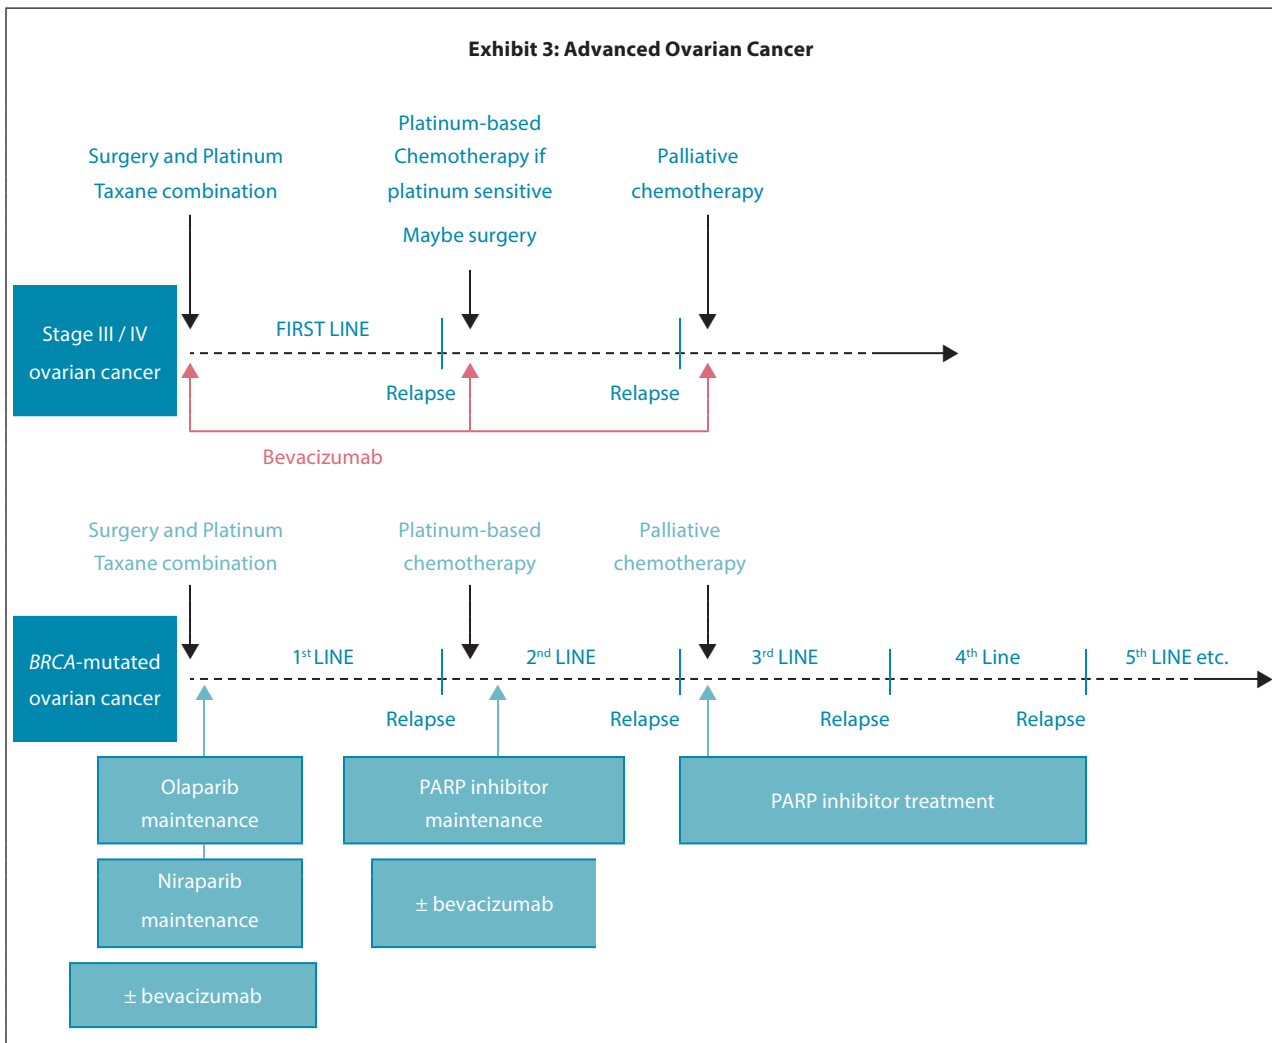 Exhibit 3: Advanced Ovarian Cancer
Surgery and Platinum
Taxane combination
Platinum-based
Chemotherapy if
platinum sensitive
Maybe surgery
Palliative
chemotherapy
Stage III / IV
ovarian cancer
FIRST LINE
Relapse
Relapse
Bevacizumab
Surgery and Platinum
Taxane combination
Platinum-based
chemotherapy
Palliative
chemotherapy
BRCA-mutated
ovarian cancer
1st LINE
2nd LINE
3rd LINE
4th Line
5th LINE etc.
Relapse
Relapse
Relapse
Relapse
Olaparib
maintenance
Niraparib
maintenance
± bevacizumab
PARP inhibitor
maintenance
± bevacizumab
PARP inhibitor treatment